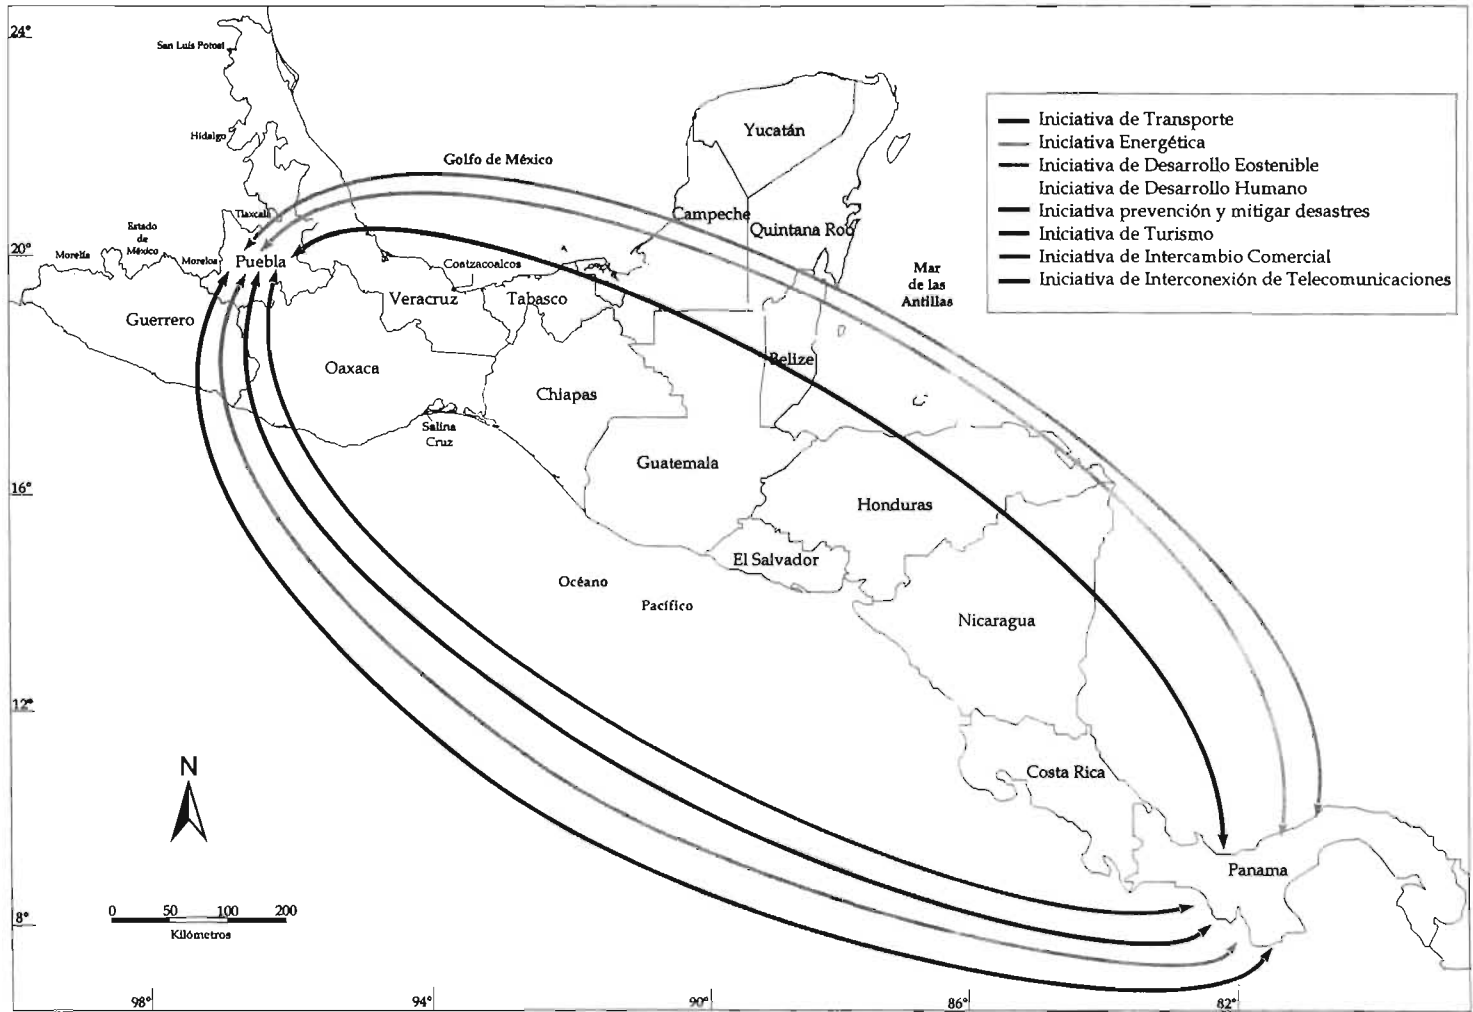 24°
San Luis Potosí
Hidalgo
Golfo de México
Yucatán
Iniciativa de Transporte
Iniciativa Energética
Iniciativa de Desarrollo Eostenible
Iniciativa de Desarrollo Humano
Iniciativa prevención y mitigar desastres
Iniciativa de Turismo
Iniciativa de Intercambio Comercial
Iniciativa de Interconexión de Telecomunicaciones
Tlaxcala
Campeche
Quintana Roo
Estado
de
México
20°
Morelia
Morelos
Puebla
Coatzacoalcos
Mar
de las
Antillas
Veracruz
Tabasco
Guerrero
Oaxaca
Belize
Chiapas
Salina
Cruz
Guatemala
16°
Honduras
El Salvador
Océano
Pacífico
Nicaragua
12°
N
Costa Rica
Panama
0 50 100 200
Kilómetros
8°
98° 94° 90° 86° 82°